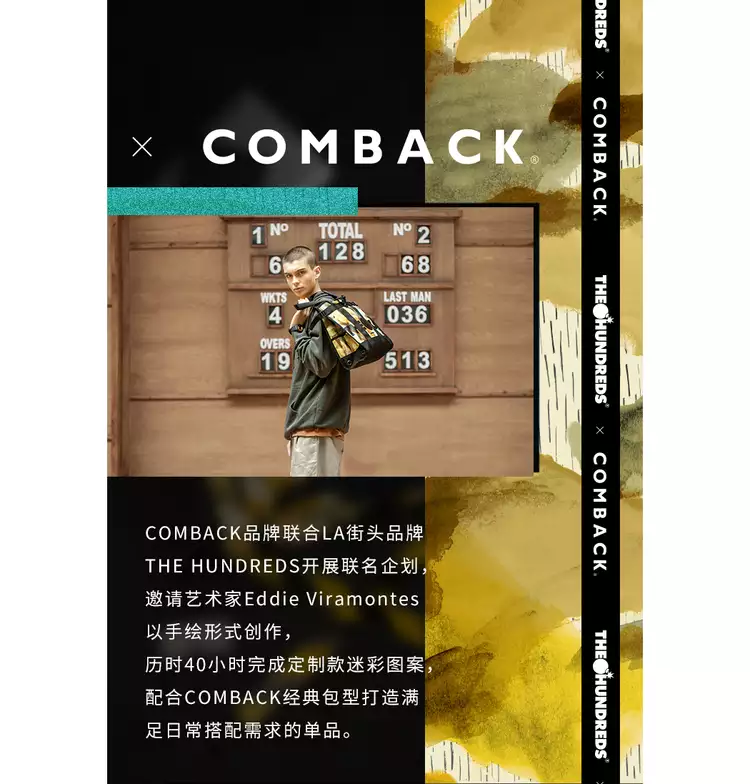 × COMBACK®
1 Nº TOTAL Nº 2
6 128 68
WKTS LAST MAN
4 036
OVERS
19 513
COMBACK品牌联合LA街头品牌
THE HUNDREDS开展联名企划，
邀请艺术家Eddie Viramontes
以手绘形式创作，
历时40小时完成定制款迷彩图案，
配合COMBACK经典包型打造满
足日常搭配需求的单品。
DREDS®
×
COMBACK®
THE HUNDREDS®
×
COMBACK®
THE HUNDREDS®
×